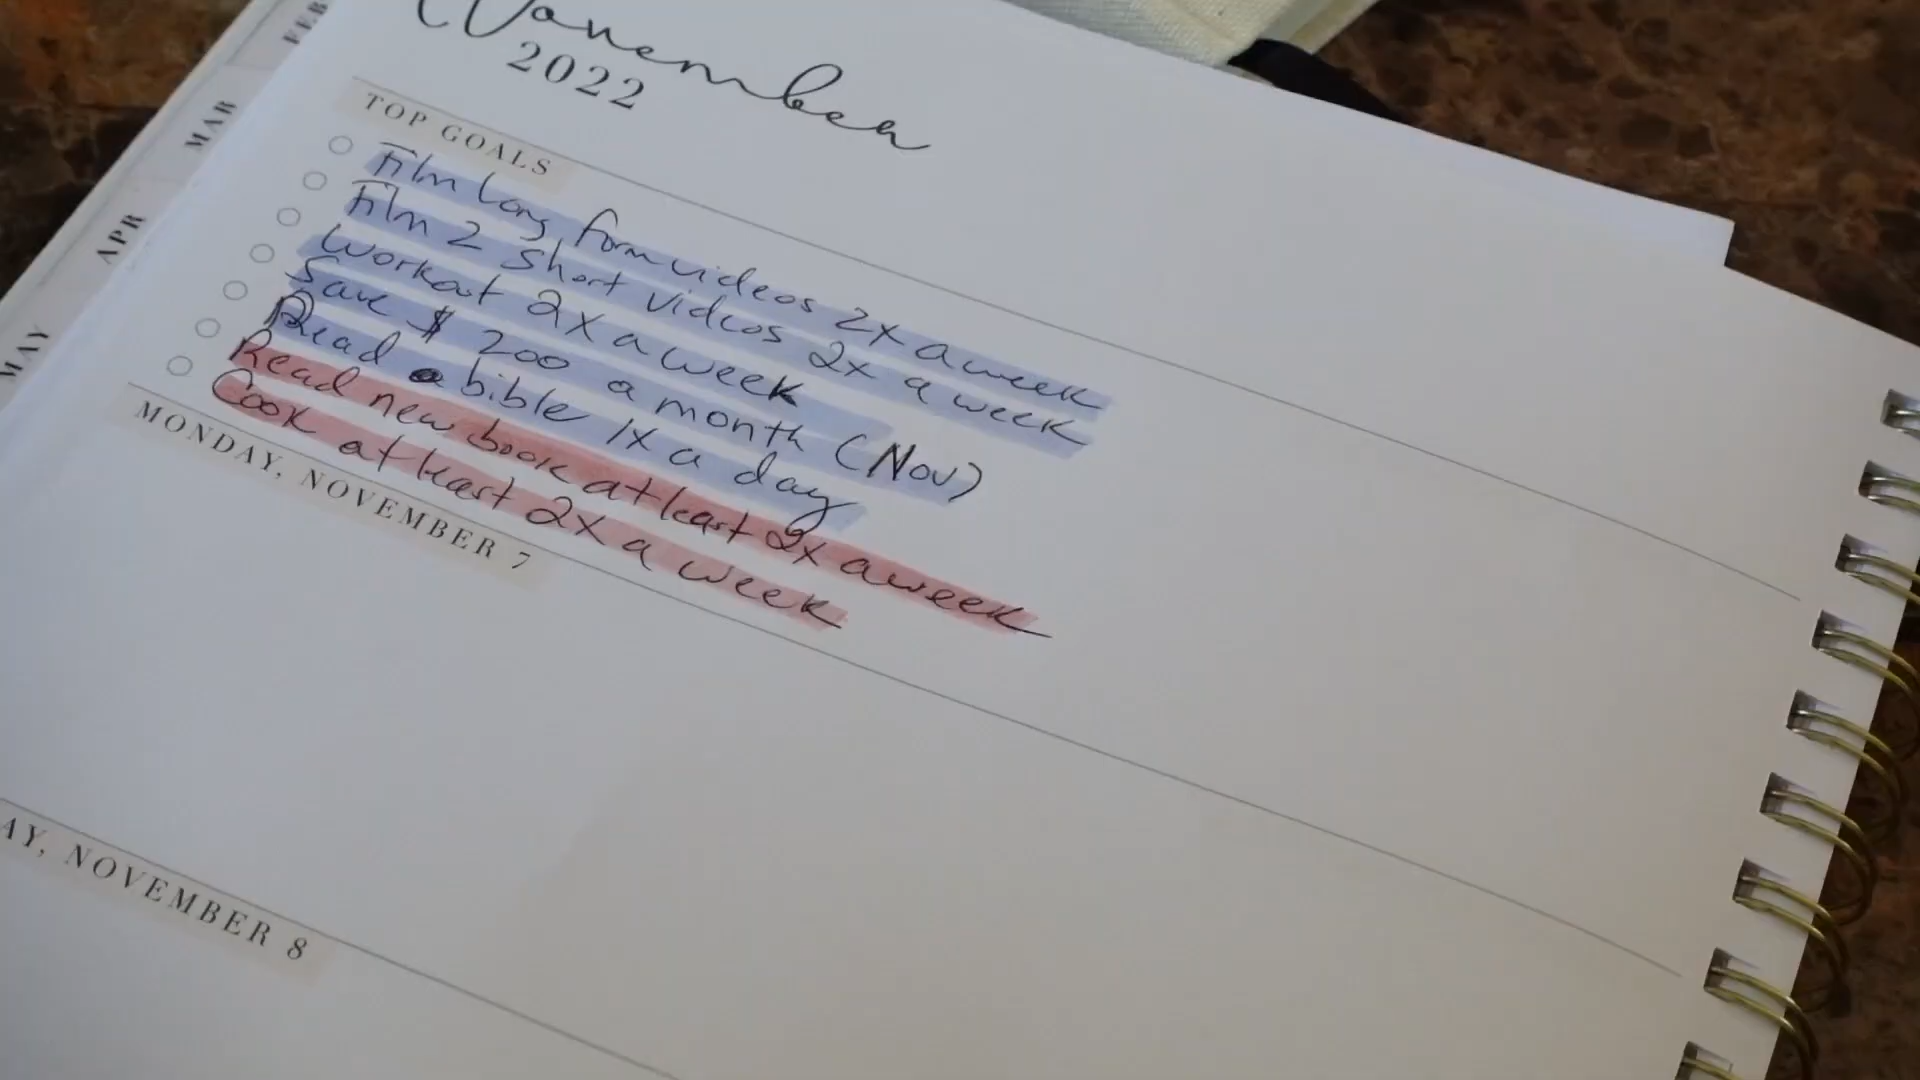 November
2022
FEB
MAR
APR
MAY
TOP GOALS
Film long form videos 2x a week
Film 2 short videos 2x a week
Workout 2x a week
Save $ 200 a month (Nov)
Read bible 1x a day
Read new book at least 2x a week
Cook at least 2x a week
MONDAY, NOVEMBER 7
AY, NOVEMBER 8